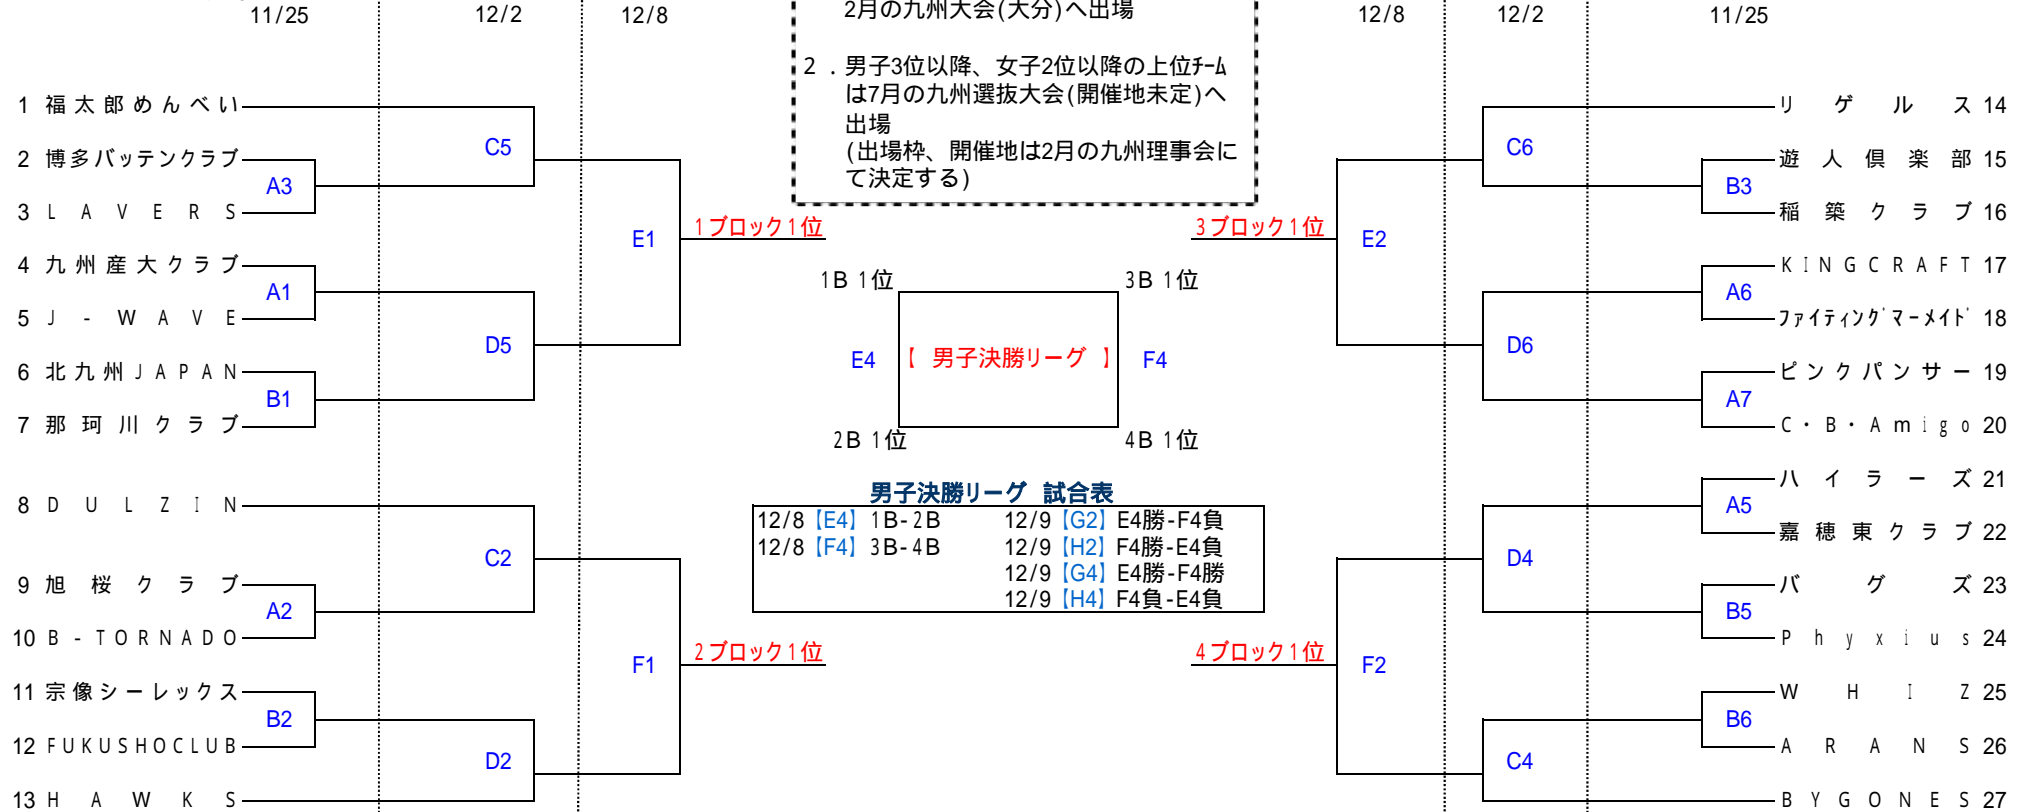 2月の九州大会(大分)へ出場
11/25 12/2 12/8 12/8 12/2 11/25
2．男子3位以降、女子2位以降の上位ﾁｰﾑ
は7月の九州選抜大会(開催地未定)へ
出場
(出場枠、開催地は2月の九州理事会に
て決定する)
1 福太郎めんべい
C5
2 博多バッテンクラブ
A3
3 LAVERS
E1
1ブロック1位
4 九州産大クラブ
A1
5 J-WAVE
D5
6 北九州JAPAN
B1
7 那珂川クラブ
8 DULZIN
C2
9 旭桜クラブ
A2
10 B-TORNADO
F1
2ブロック1位
11 宗像シーレックス
B2
12 FUKUSHOCLUB
D2
13 HAWKS
1B 1位 3B 1位
E4 【 男子決勝リーグ 】 F4
2B 1位 4B 1位
男子決勝リーグ 試合表
12/8【E4】1B-2B 12/9【G2】E4勝-F4負
12/8【F4】3B-4B 12/9【H2】F4勝-E4負
12/9【G4】E4勝-F4勝
12/9【H4】F4負-E4負
リゲルス 14
C6
遊人倶楽部 15
B3
稲築クラブ 16
3ブロック1位
E2
KINGCRAFT 17
A6
ﾌｧｲﾃｨﾝｸﾞﾏｰﾒｲﾄﾞ 18
D6
ピンクパンサー 19
A7
C・B・Amigo 20
ハイラーズ 21
A5
嘉穂東クラブ 22
D4
バグズ 23
B5
Phyxius 24
4ブロック1位
F2
WHIZ 25
B6
ARANS 26
C4
BYGONES 27